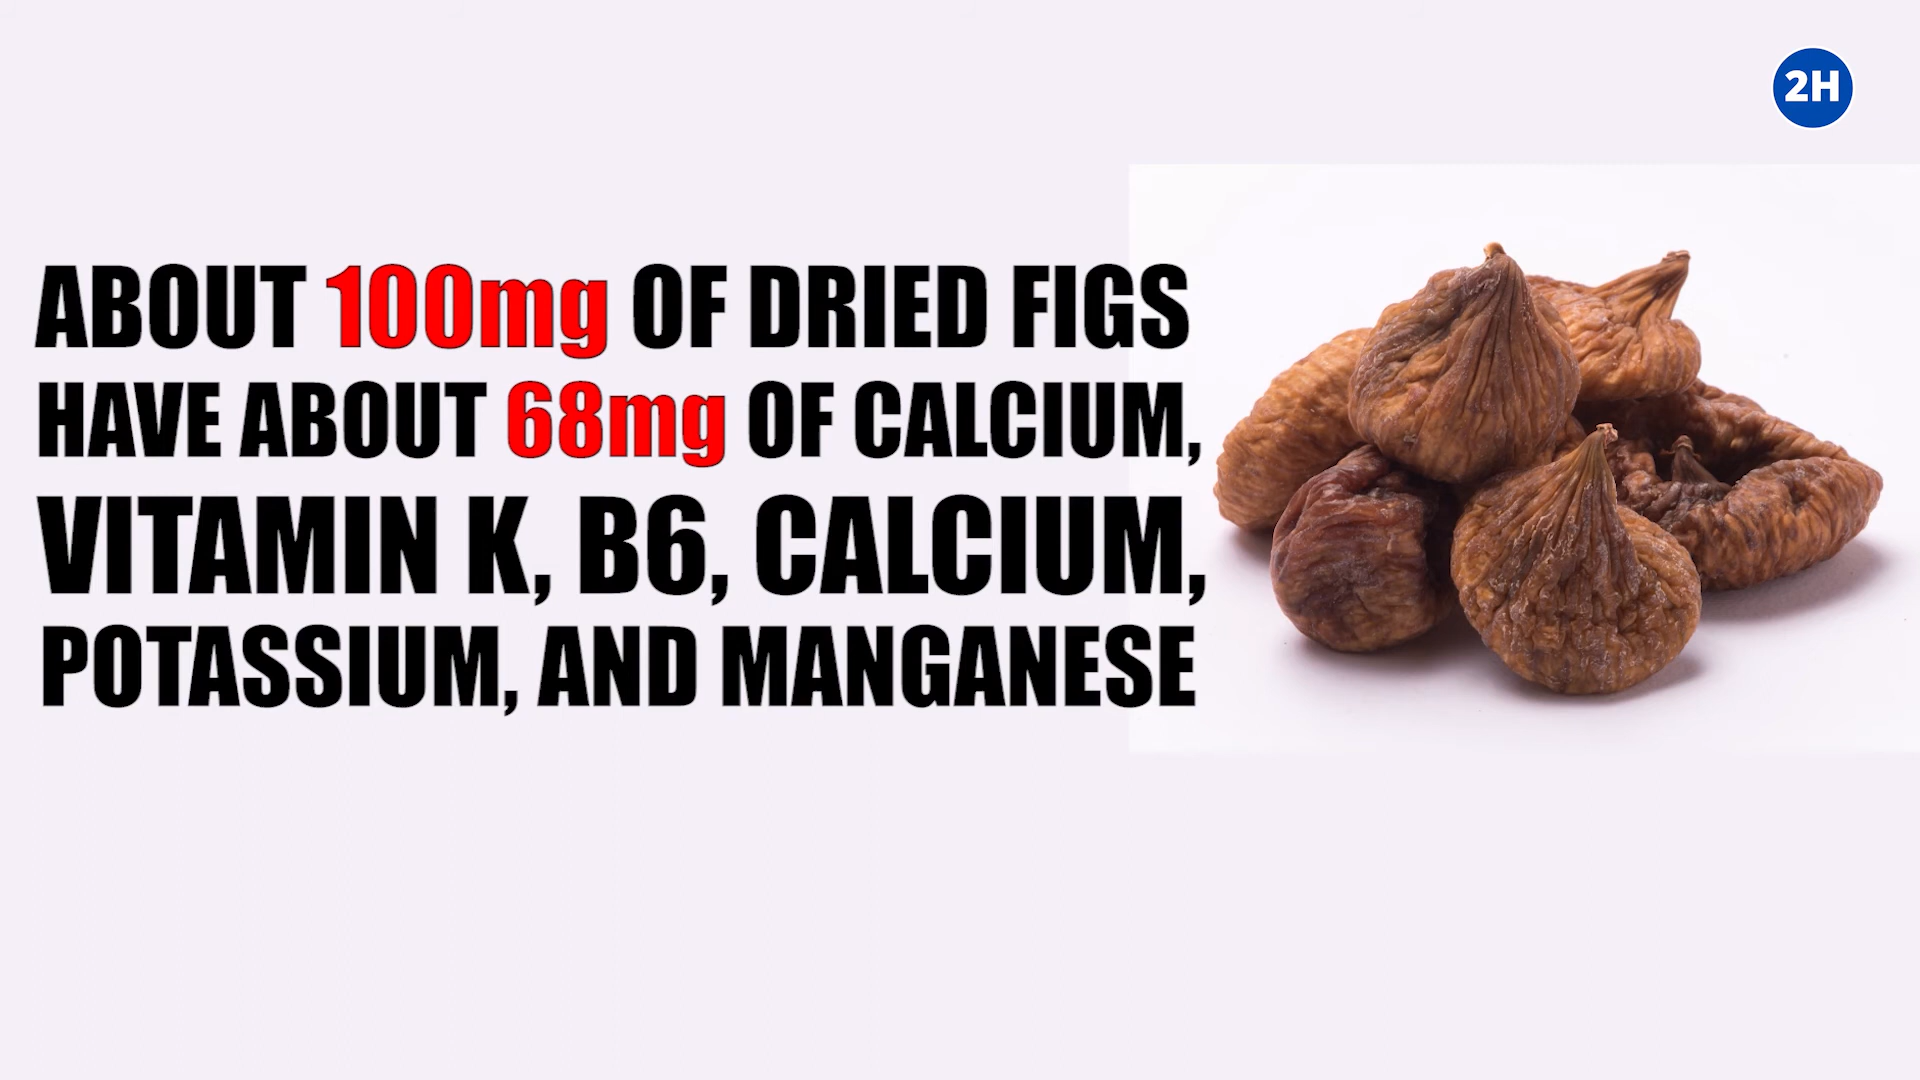 2H
ABOUT 100mg OF DRIED FIGS
HAVE ABOUT 68mg OF CALCIUM,
VITAMIN K, B6, CALCIUM,
POTASSIUM, AND MANGANESE